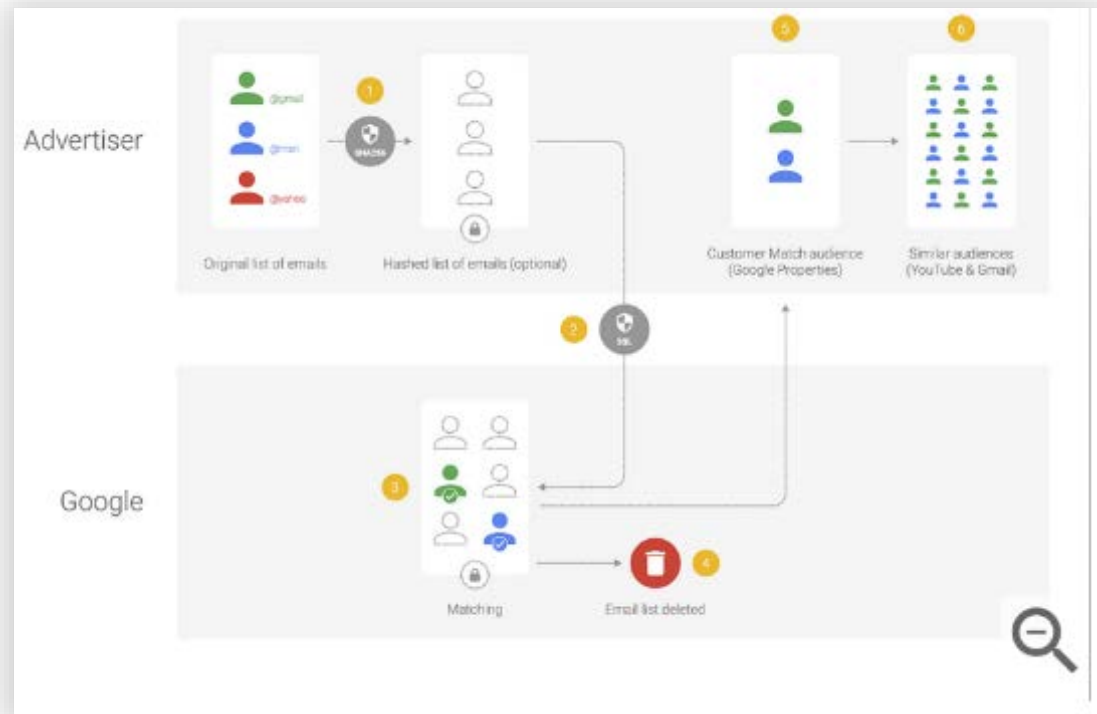 5
6
@gmail
1
@msn
SHA256
Advertiser
@yahoo
Original list of emails
Hashed list of emails (optional)
Customer Match audience
(Google Properties)
Similar audiences
(YouTube & Gmail)
2
SSL
3
Google
4
Matching
Email list deleted